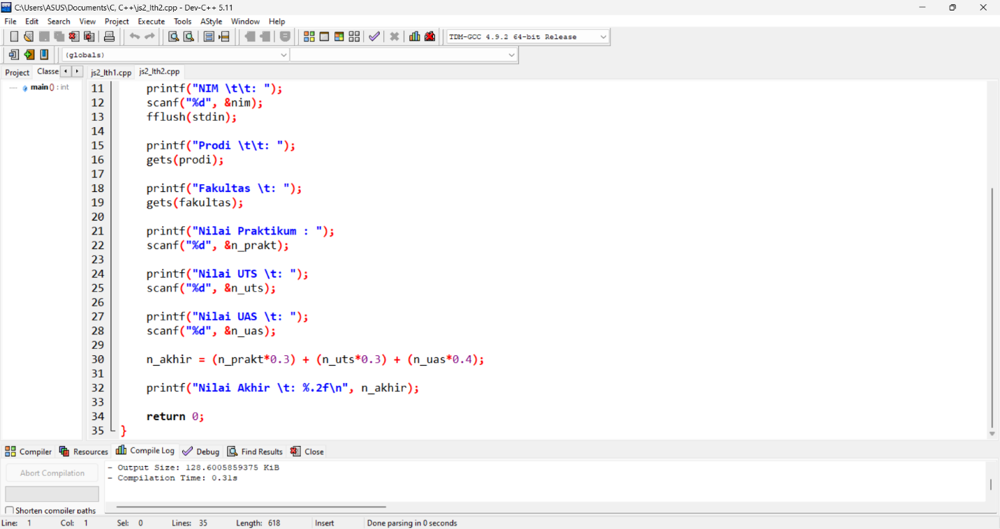 C:\Users\ASUS\Documents\C, C++\js2_lth2.cpp - Dev-C++ 5.11
File Edit Search View Project Execute Tools AStyle Window Help
TDM-GCC 4.9.2 64-bit Release
(globals)
Project Classe js2_lth1.cpp js2_lth2.cpp
main () : int
11 printf("NIM \t\t: ");
12 scanf("%d", &nim);
13 fflush(stdin);
14
15 printf("Prodi \t\t: ");
16 gets(prodi);
17
18 printf("Fakultas \t: ");
19 gets(fakultas);
20
21 printf("Nilai Praktikum : ");
22 scanf("%d", &n_prakt);
23
24 printf("Nilai UTS \t: ");
25 scanf("%d", &n_uts);
26
27 printf("Nilai UAS \t: ");
28 scanf("%d", &n_uas);
29
30 n_akhir = (n_prakt*0.3) + (n_uts*0.3) + (n_uas*0.4);
31
32 printf("Nilai Akhir \t: %.2f\n", n_akhir);
33
34 return 0;
35 }
Compiler Resources Compile Log Debug Find Results Close
Abort Compilation
- Output Size: 128.6005859375 KiB
- Compilation Time: 0.31s
Shorten compiler paths
Line: 1 Col: 1 Sel: 0 Lines: 35 Length: 618 Insert Done parsing in 0 seconds